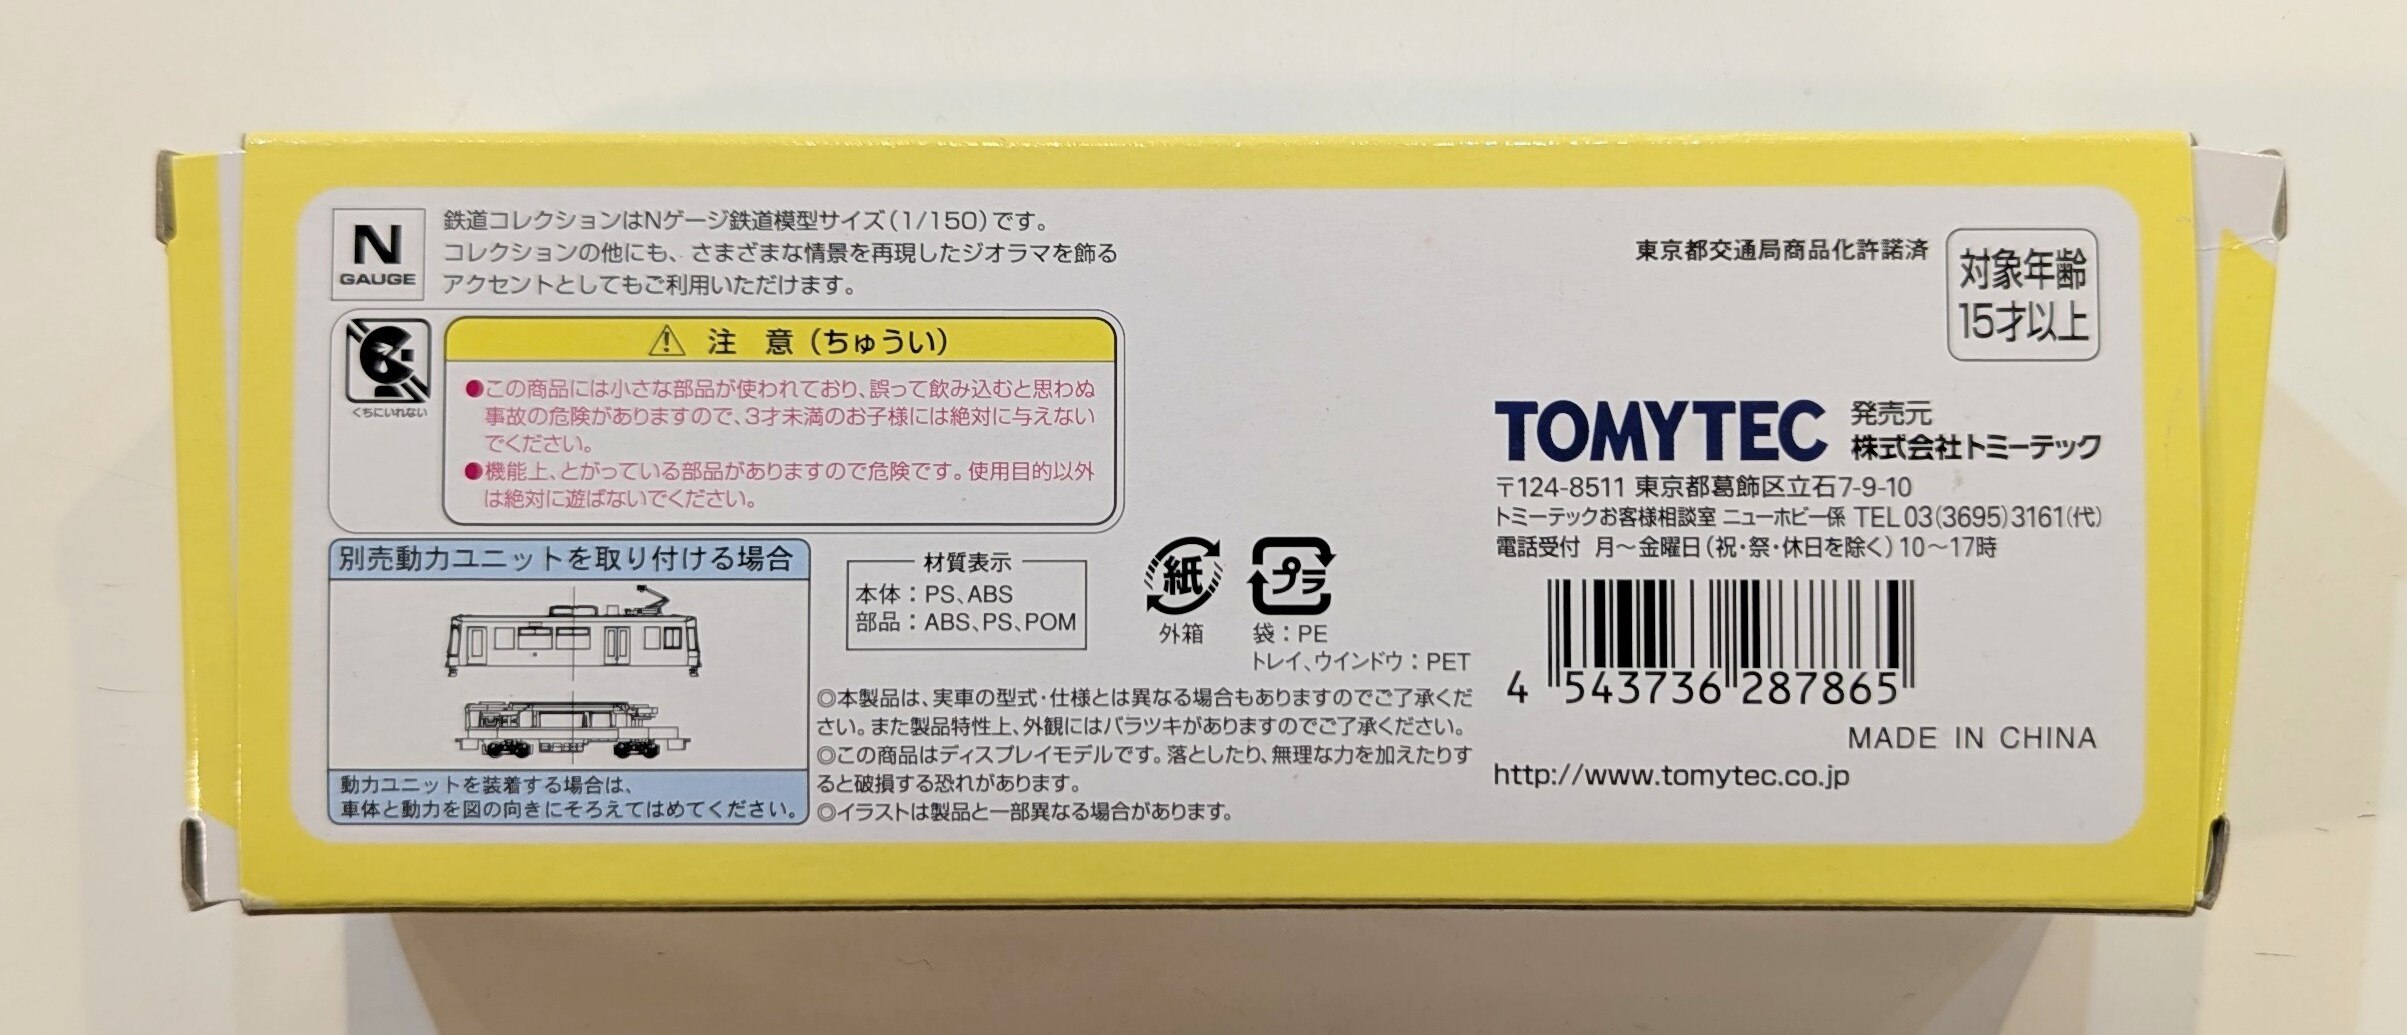 N
GAUGE
鉄道コレクションはNゲージ鉄道模型サイズ(1/150)です。
コレクションの他にも、さまざまな情景を再現したジオラマを飾る
アクセントとしてもご利用いただけます。
くちにいれない
注 意(ちゅうい)
●この商品には小さな部品が使われており、誤って飲み込むと思わぬ
事故の危険がありますので、3才未満のお子様には絶対に与えない
でください。
●機能上、とがっている部品がありますので危険です。使用目的以外
は絶対に遊ばないでください。
別売動力ユニットを取り付ける場合
動力ユニットを装着する場合は、
車体と動力を図の向きにそろえてはめてください。
材質表示
本体:PS、ABS
部品:ABS、PS、POM
紙
外箱
プラ
袋:PE
トレイ、ウインドウ:PET
◎本製品は、実車の型式・仕様とは異なる場合もありますのでご了承くだ
さい。また製品特性上、外観にはバラツキがありますのでご了承ください。
◎この商品はディスプレイモデルです。落としたり、無理な力を加えたりす
ると破損する恐れがあります。
◎イラストは製品と一部異なる場合があります。
東京都交通局商品化許諾済
対象年齢
15才以上
TOMYTEC
発売元
株式会社トミーテック
〒124-8511 東京都葛飾区立石7-9-10
トミーテックお客様相談室 ニューホビー係 TEL 03(3695)3161(代)
電話受付 月～金曜日(祝・祭・休日を除く)10～17時
4 543736 287865
MADE IN CHINA
http://www.tomytec.co.jp